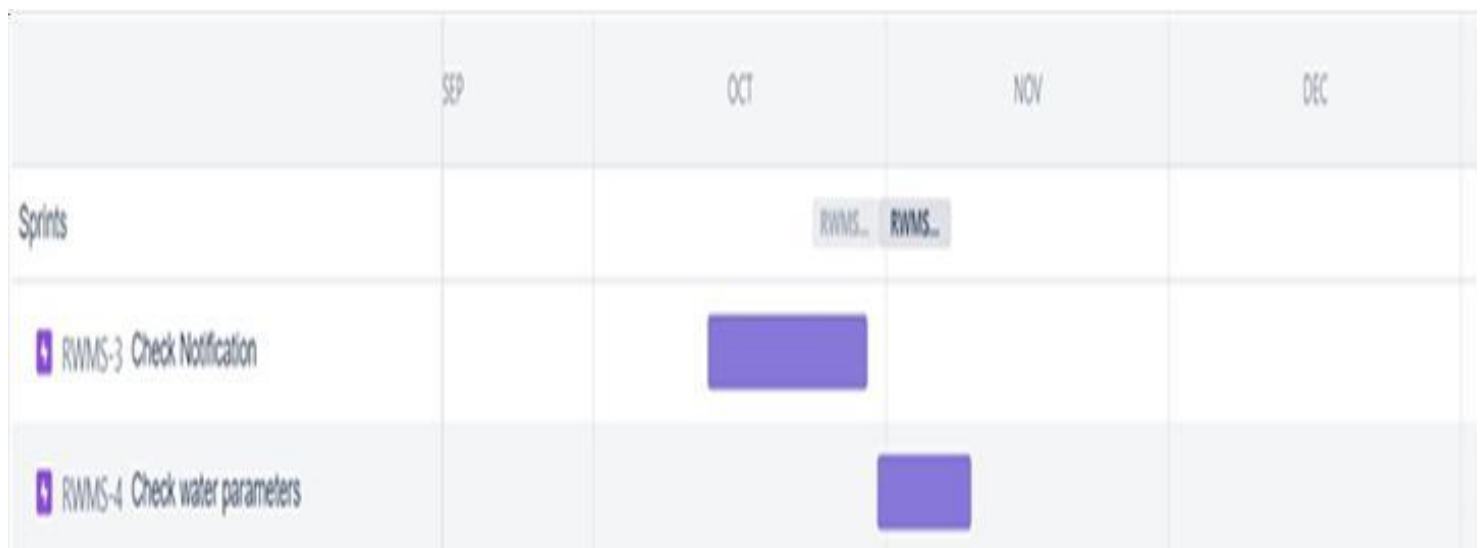 SEP OCT NOV DEC
Sprints RWMS... RWMS...
RWMS-3 Check Notification
RWMS-4 Check water parameters